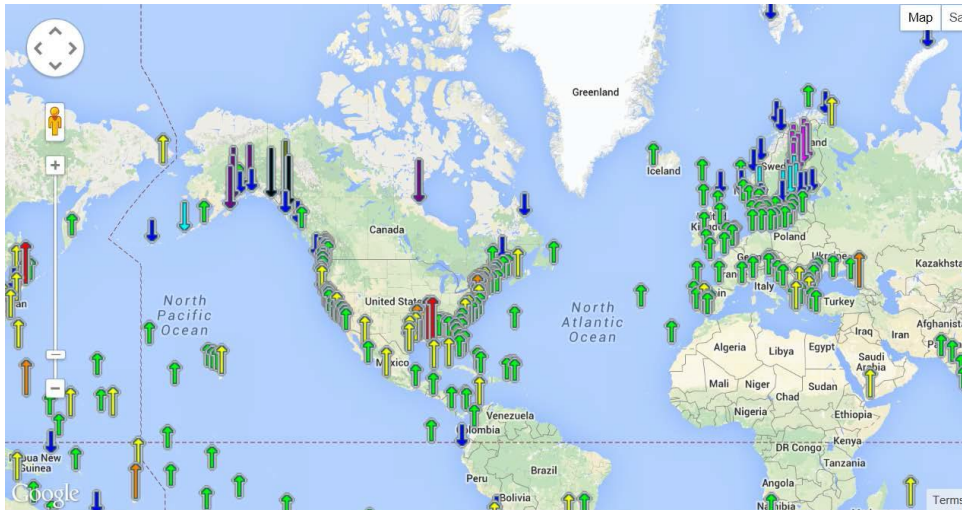 Map
Sa
Greenland
Iceland
Canada
Poland
Kazakhsta
North
Pacific
Ocean
United States
North
Atlantic
Ocean
Italy
Turkey
Mexico
Iraq
Iran
Afghanista
Algeria
Libya
Egypt
Saudi
Arabia
Mali
Niger
Sudan
Chad
Nigeria
Ethiopia
Venezuela
Colombia
DR Congo
Kenya
Tanzania
Papua New
Guinea
Brazil
Peru
Angola
Bolivia
Google
Terms